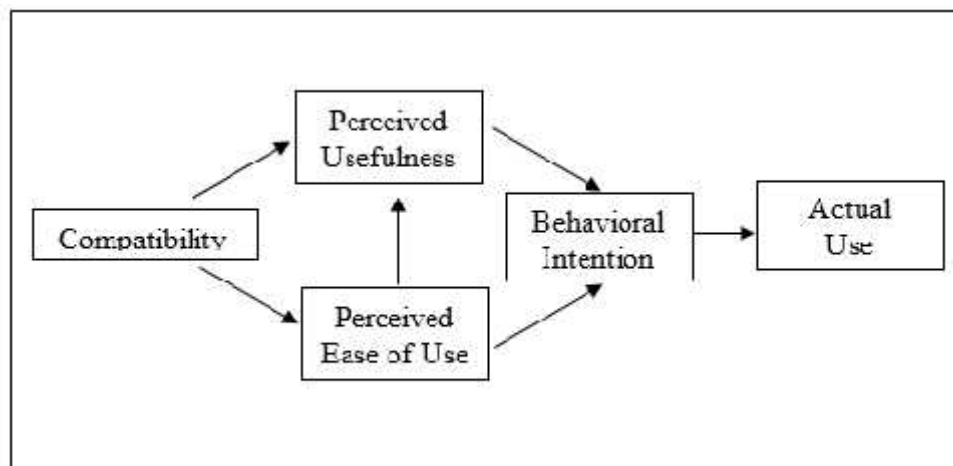 Perceived
Usefulness
Compatibility
Behavioral
Intention
Actual
Use
Perceived
Ease of Use